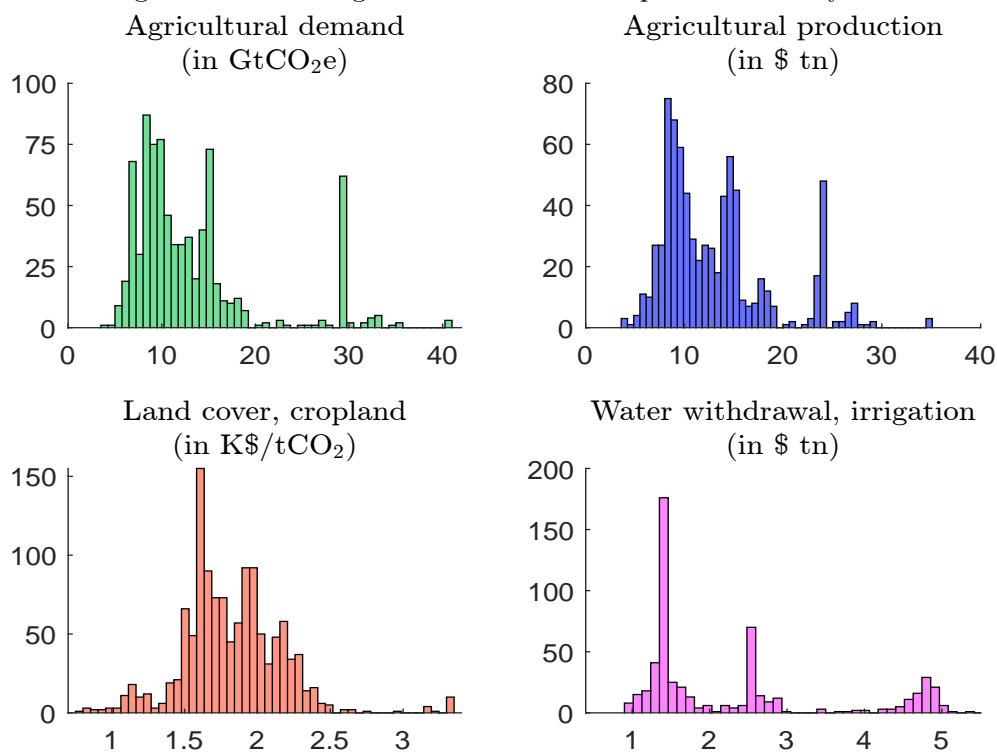 Agricultural demand
(in GtCO₂e)
100
75
50
25
0
0 10 20 30 40
Agricultural production
(in $ tn)
80
60
40
20
0
0 10 20 30 40
Land cover, cropland
(in K$/tCO₂)
150
100
50
0
1 1.5 2 2.5 3
Water withdrawal, irrigation
(in $ tn)
200
150
100
50
0
1 2 3 4 5